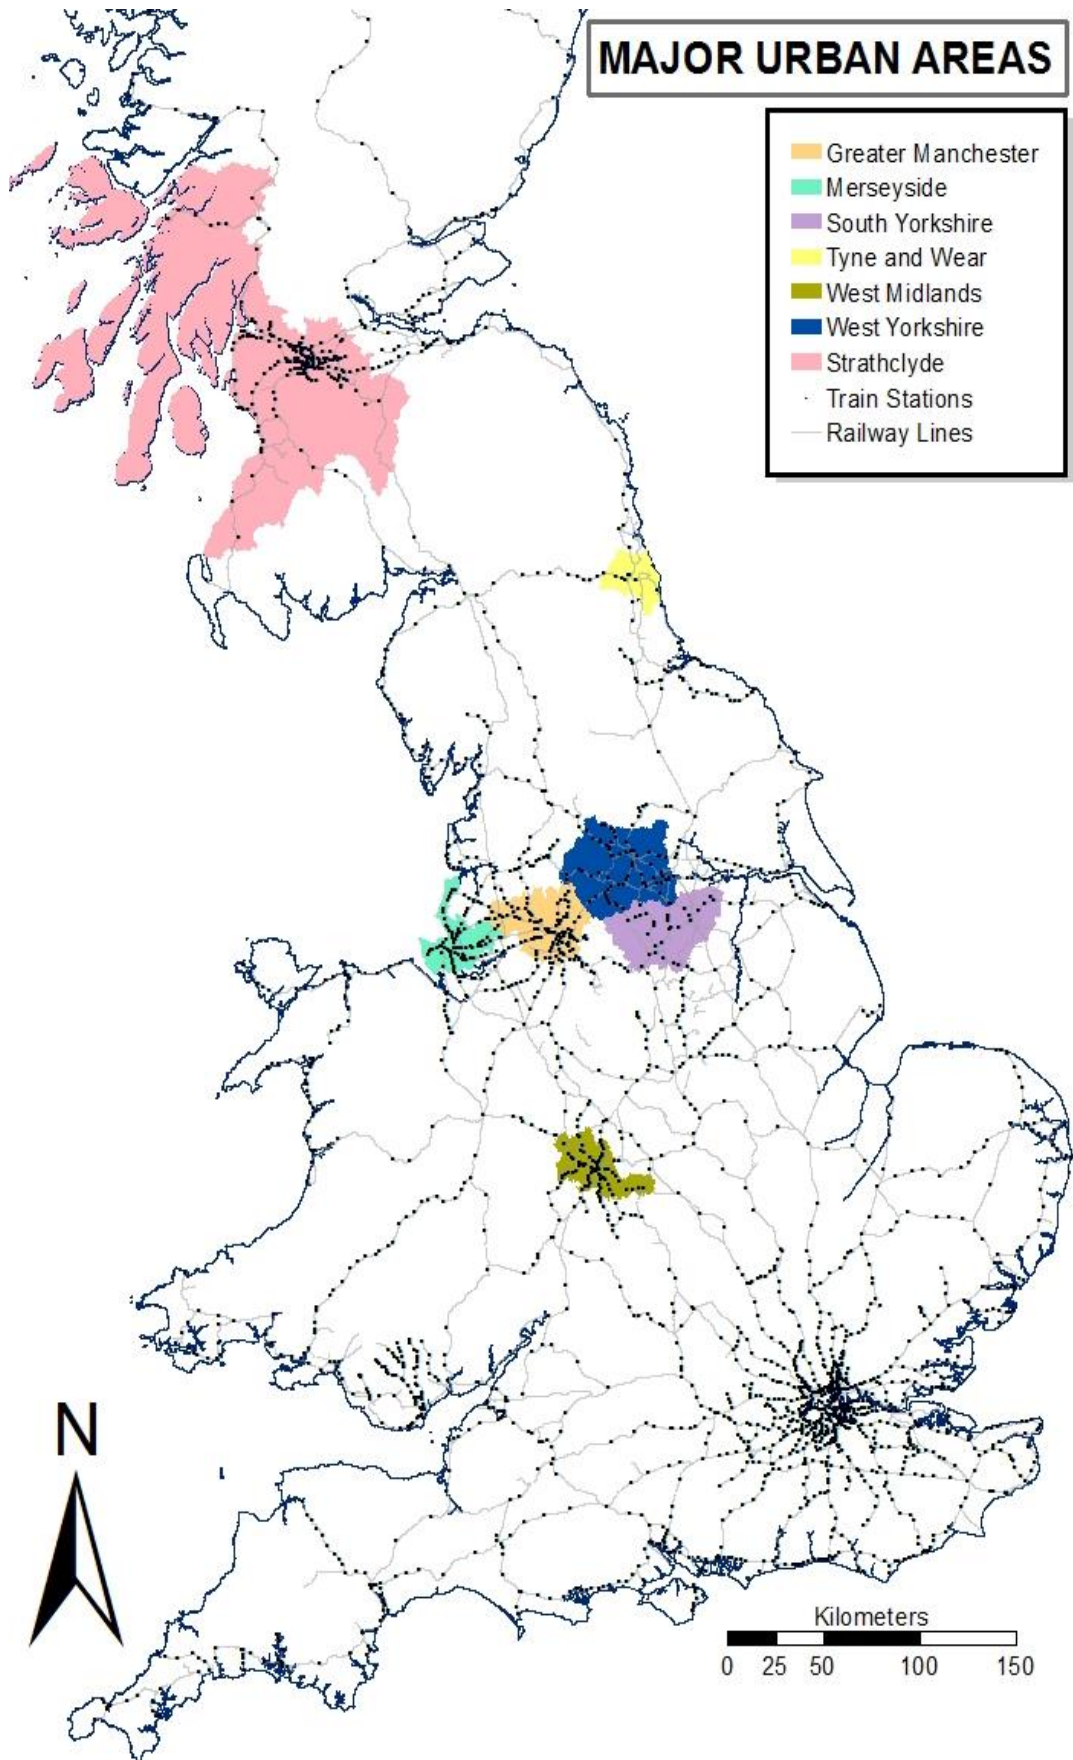 MAJOR URBAN AREAS
Greater Manchester
Merseyside
South Yorkshire
Tyne and Wear
West Midlands
West Yorkshire
Strathclyde
Train Stations
Railway Lines
N
Kilometers
0 25 50 100 150